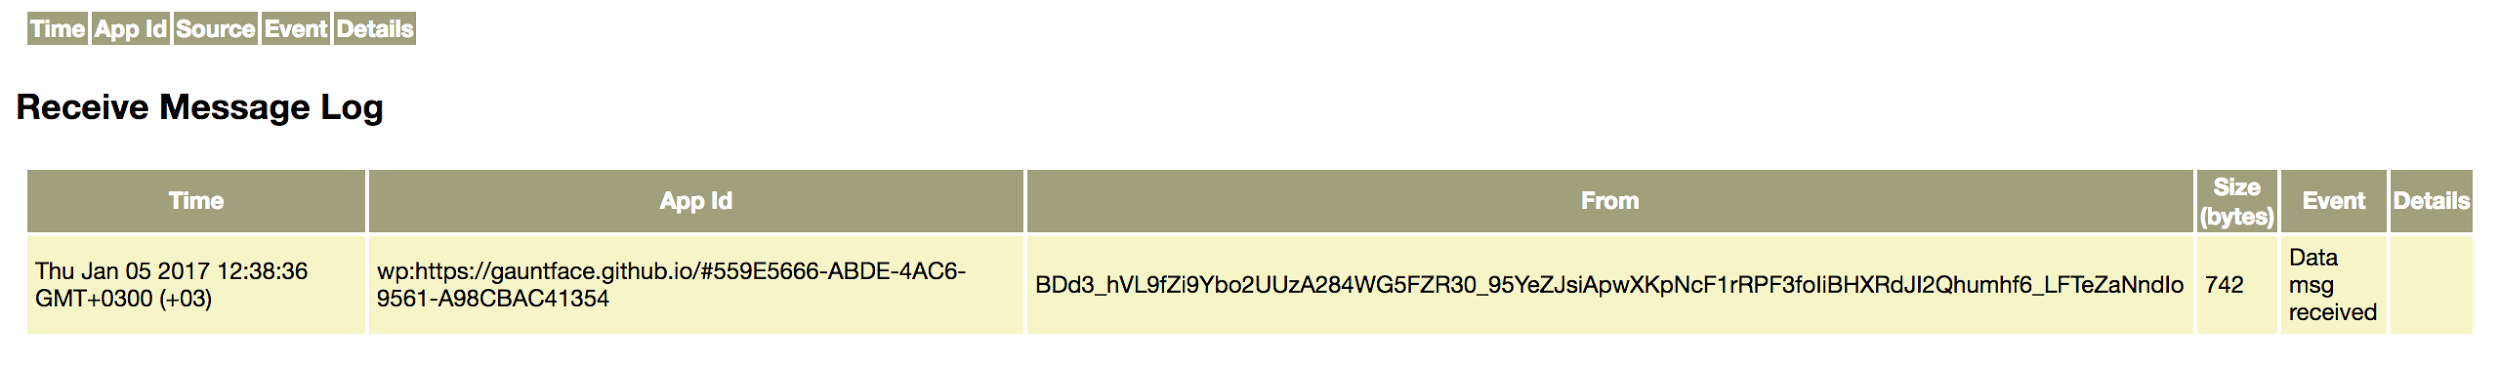 Time App Id Source Event Details
Receive Message Log
Time App Id From Size (bytes) Event Details
Thu Jan 05 2017 12:38:36
GMT+0300 (+03)
wp:https://gauntface.github.io/#559E5666-ABDE-4AC6-
9561-A98CBAC41354
BDd3_hVL9fZi9Ybo2UUzA284WG5FZR30_95YeZJsiApwXKpNcF1rRPF3foIiBHXRdJI2Qhumhf6_LFTeZaNndIo
742
Data
msg
received